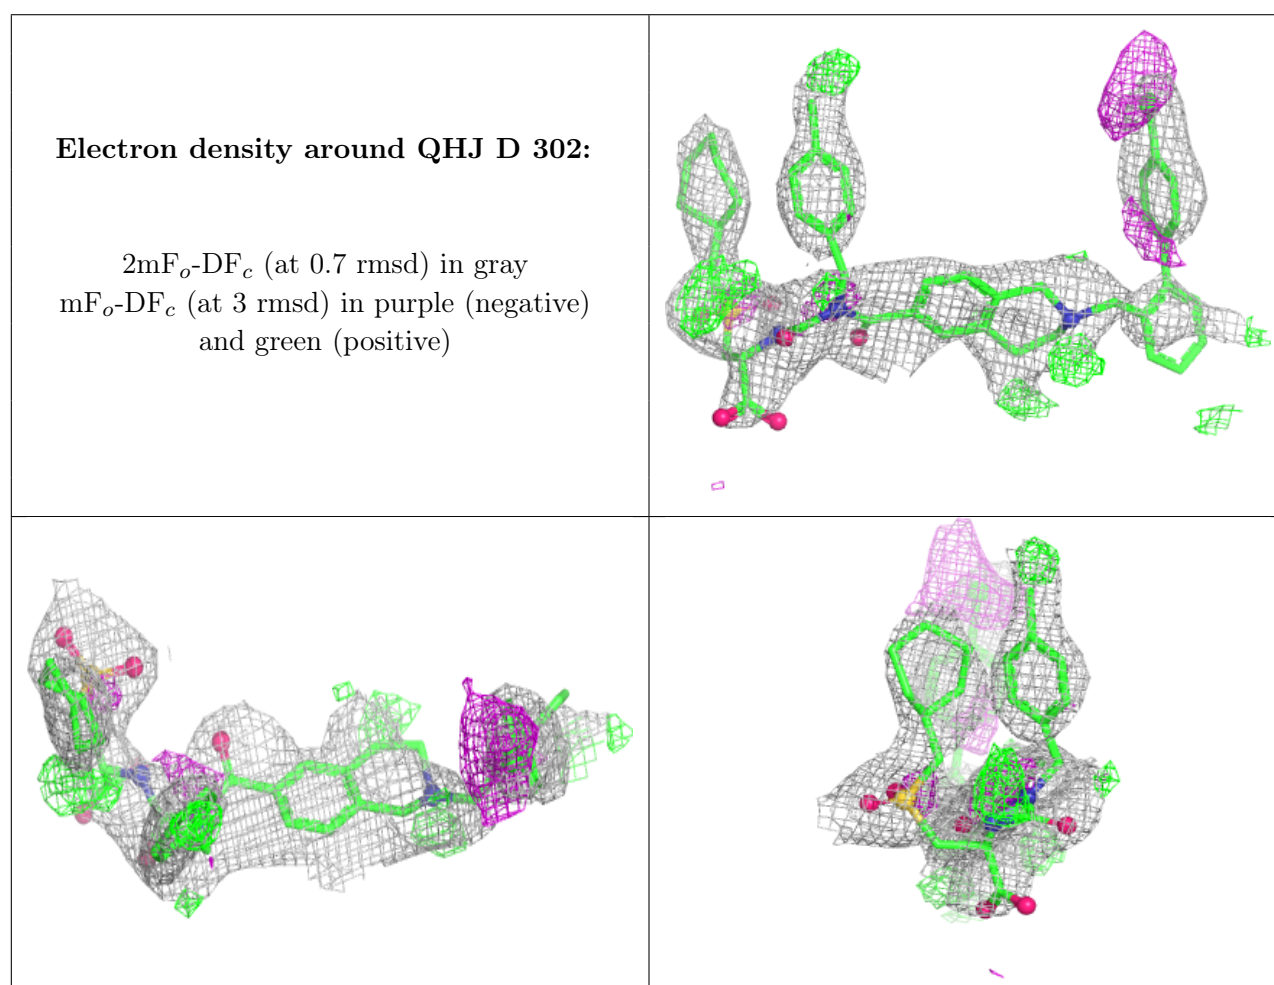 Electron density around QHJ D 302:
2mFo-DFc (at 0.7 rmsd) in gray
mFo-DFc (at 3 rmsd) in purple (negative)
and green (positive)